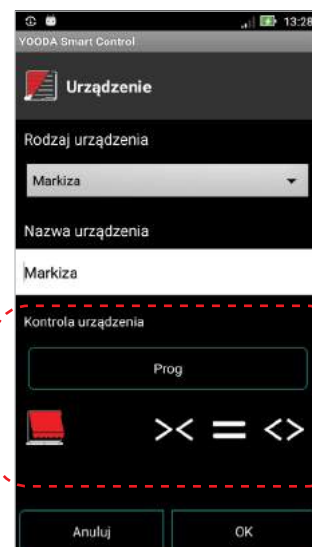 13:28
YOODA Smart Control
Urządzenie
Rodzaj urządzenia
Markiza
Nazwa urządzenia
Markiza
Kontrola urządzenia
Prog
>< = <>
Anuluj OK